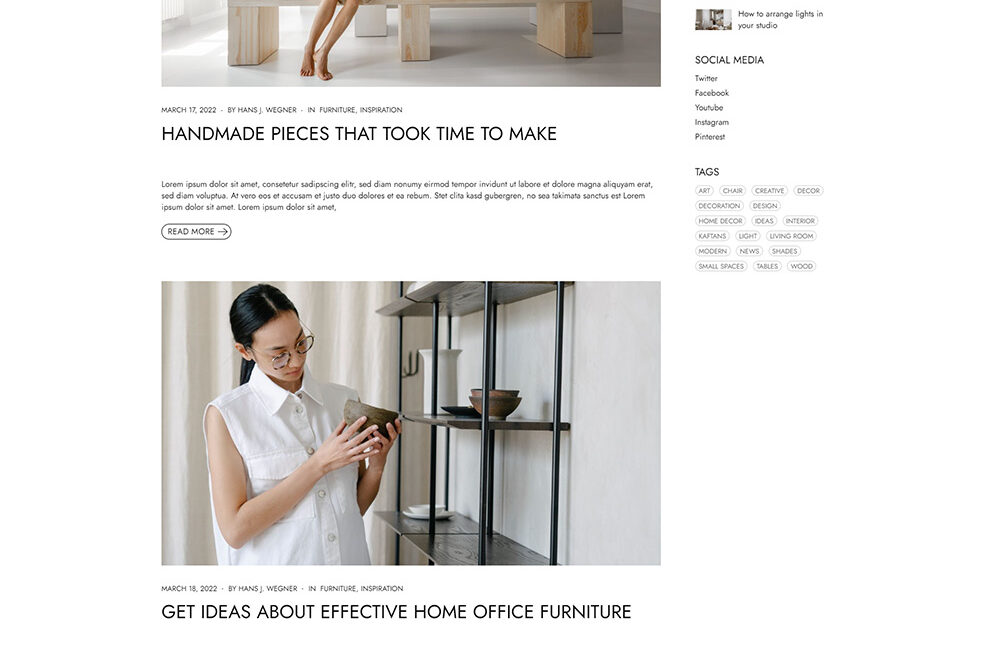 MARCH 17, 2022 - BY HANS J. WEGNER - IN FURNITURE, INSPIRATION
HANDMADE PIECES THAT TOOK TIME TO MAKE
Lorem ipsum dolor sit amet, consetetur sadipscing elitr, sed diam nonumy eirmod tempor invidunt ut labore et dolore magna aliquyam erat,
sed diam voluptua. At vero eos et accusam et justo duo dolores et ea rebum. Stet clita kasd gubergren, no sea takimata sanctus est Lorem
ipsum dolor sit amet. Lorem ipsum dolor sit amet,
READ MORE
MARCH 18, 2022 - BY HANS J. WEGNER - IN FURNITURE, INSPIRATION
GET IDEAS ABOUT EFFECTIVE HOME OFFICE FURNITURE
How to arrange lights in
your studio
SOCIAL MEDIA
Twitter
Facebook
Youtube
Instagram
Pinterest
TAGS
ART CHAIR CREATIVE DECOR
DECORATION DESIGN
HOME DECOR IDEAS INTERIOR
KAFTANS LIGHT LIVING ROOM
MODERN NEWS SHADES
SMALL SPACES TABLES WOOD